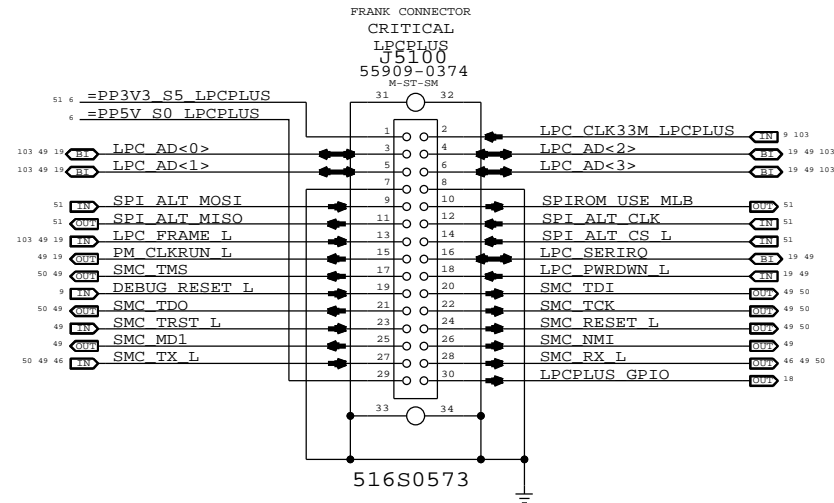 FRANK CONNECTOR
CRITICAL
LPCPLUS
J5100
55909-0374
M-ST-SM
31 32
51 6 =PP3V3_S5_LPCPLUS
6 =PP5V_S0_LPCPLUS
1 2 LPC_CLK33M_LPCPLUS IN 9 103
103 49 19 BI LPC_AD<0> 3 4 LPC_AD<2> BI 19 49 103
103 49 19 BI LPC_AD<1> 5 6 LPC_AD<3> BI 19 49 103
7 8
51 IN SPI_ALT_MOSI 9 10 SPIROM_USE_MLB OUT 51
51 OUT SPI_ALT_MISO 11 12 SPI_ALT_CLK IN 51
103 49 19 IN LPC_FRAME_L 13 14 SPI_ALT_CS_L IN 51
49 19 OUT PM_CLKRUN_L 15 16 LPC_SERIRQ BI 19 49
50 49 OUT SMC_TMS 17 18 LPC_PWRDWN_L IN 19 49
9 IN DEBUG_RESET_L 19 20 SMC_TDI OUT 49 50
50 49 OUT SMC_TDO 21 22 SMC_TCK OUT 49 50
49 IN SMC_TRST_L 23 24 SMC_RESET_L OUT 49 50
49 OUT SMC_MD1 25 26 SMC_NMI OUT 49
50 49 46 IN SMC_TX_L 27 28 SMC_RX_L OUT 46 49 50
29 30 LPCPLUS_GPIO OUT 18
33 34
516S0573